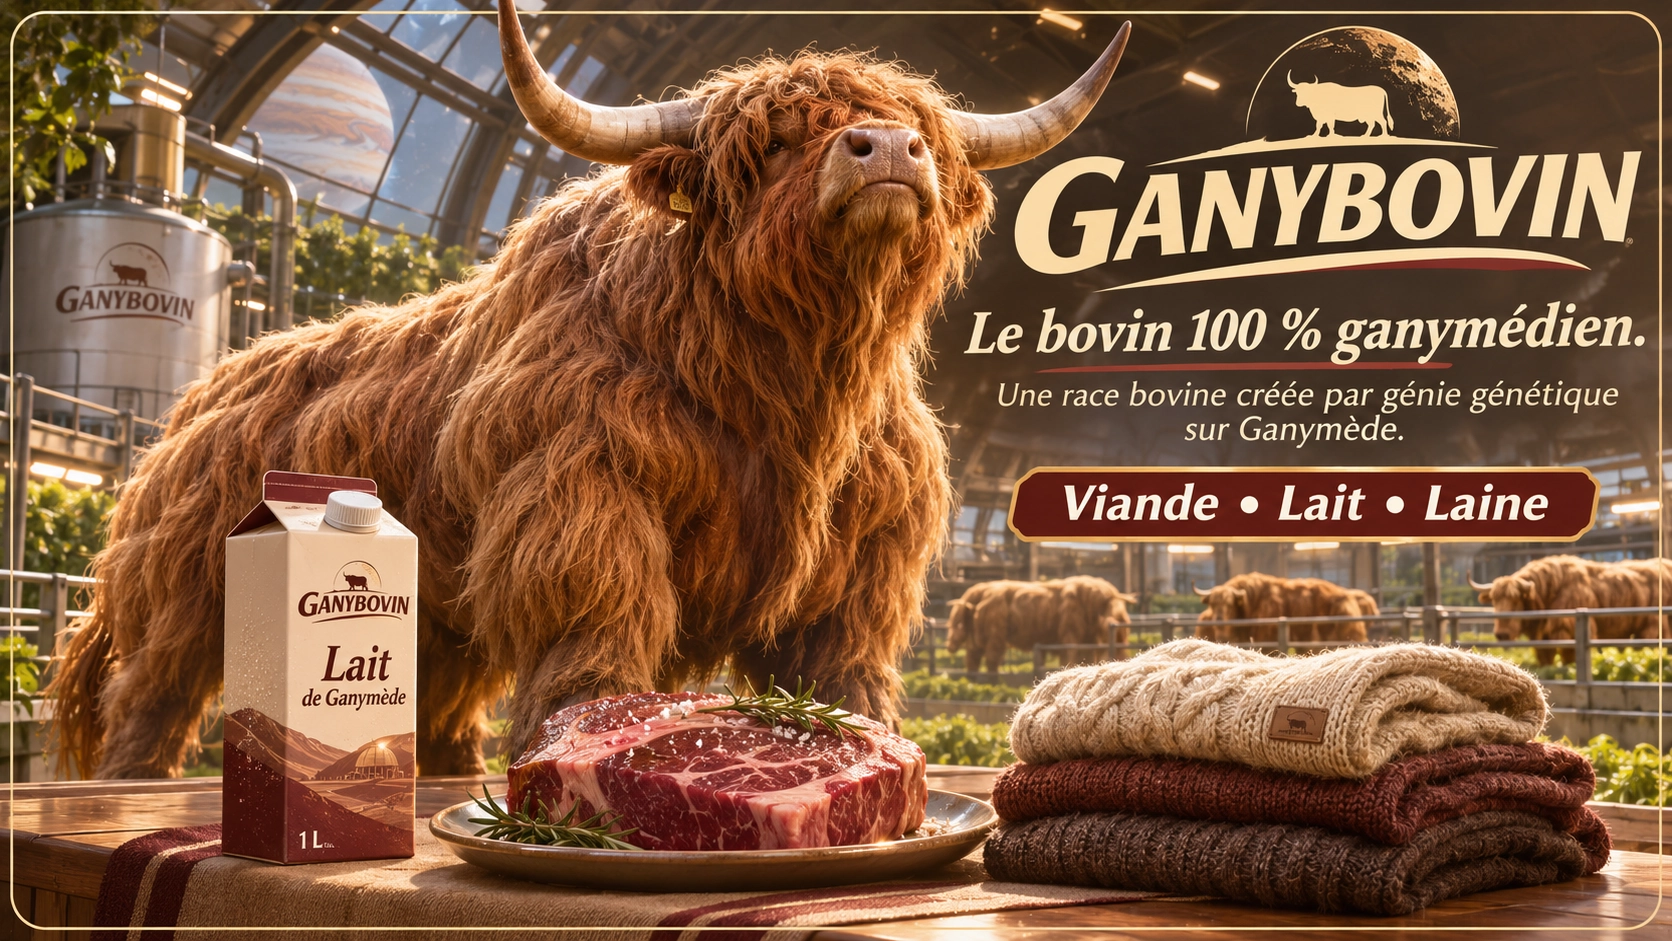 GANYBOVIN
Le bovin 100 % ganymédien.
Une race bovine créée par génie génétique
sur Ganymède.
Viande • Lait • Laine
GANYBOVIN
GANYBOVIN
Lait
de Ganymède
1 L